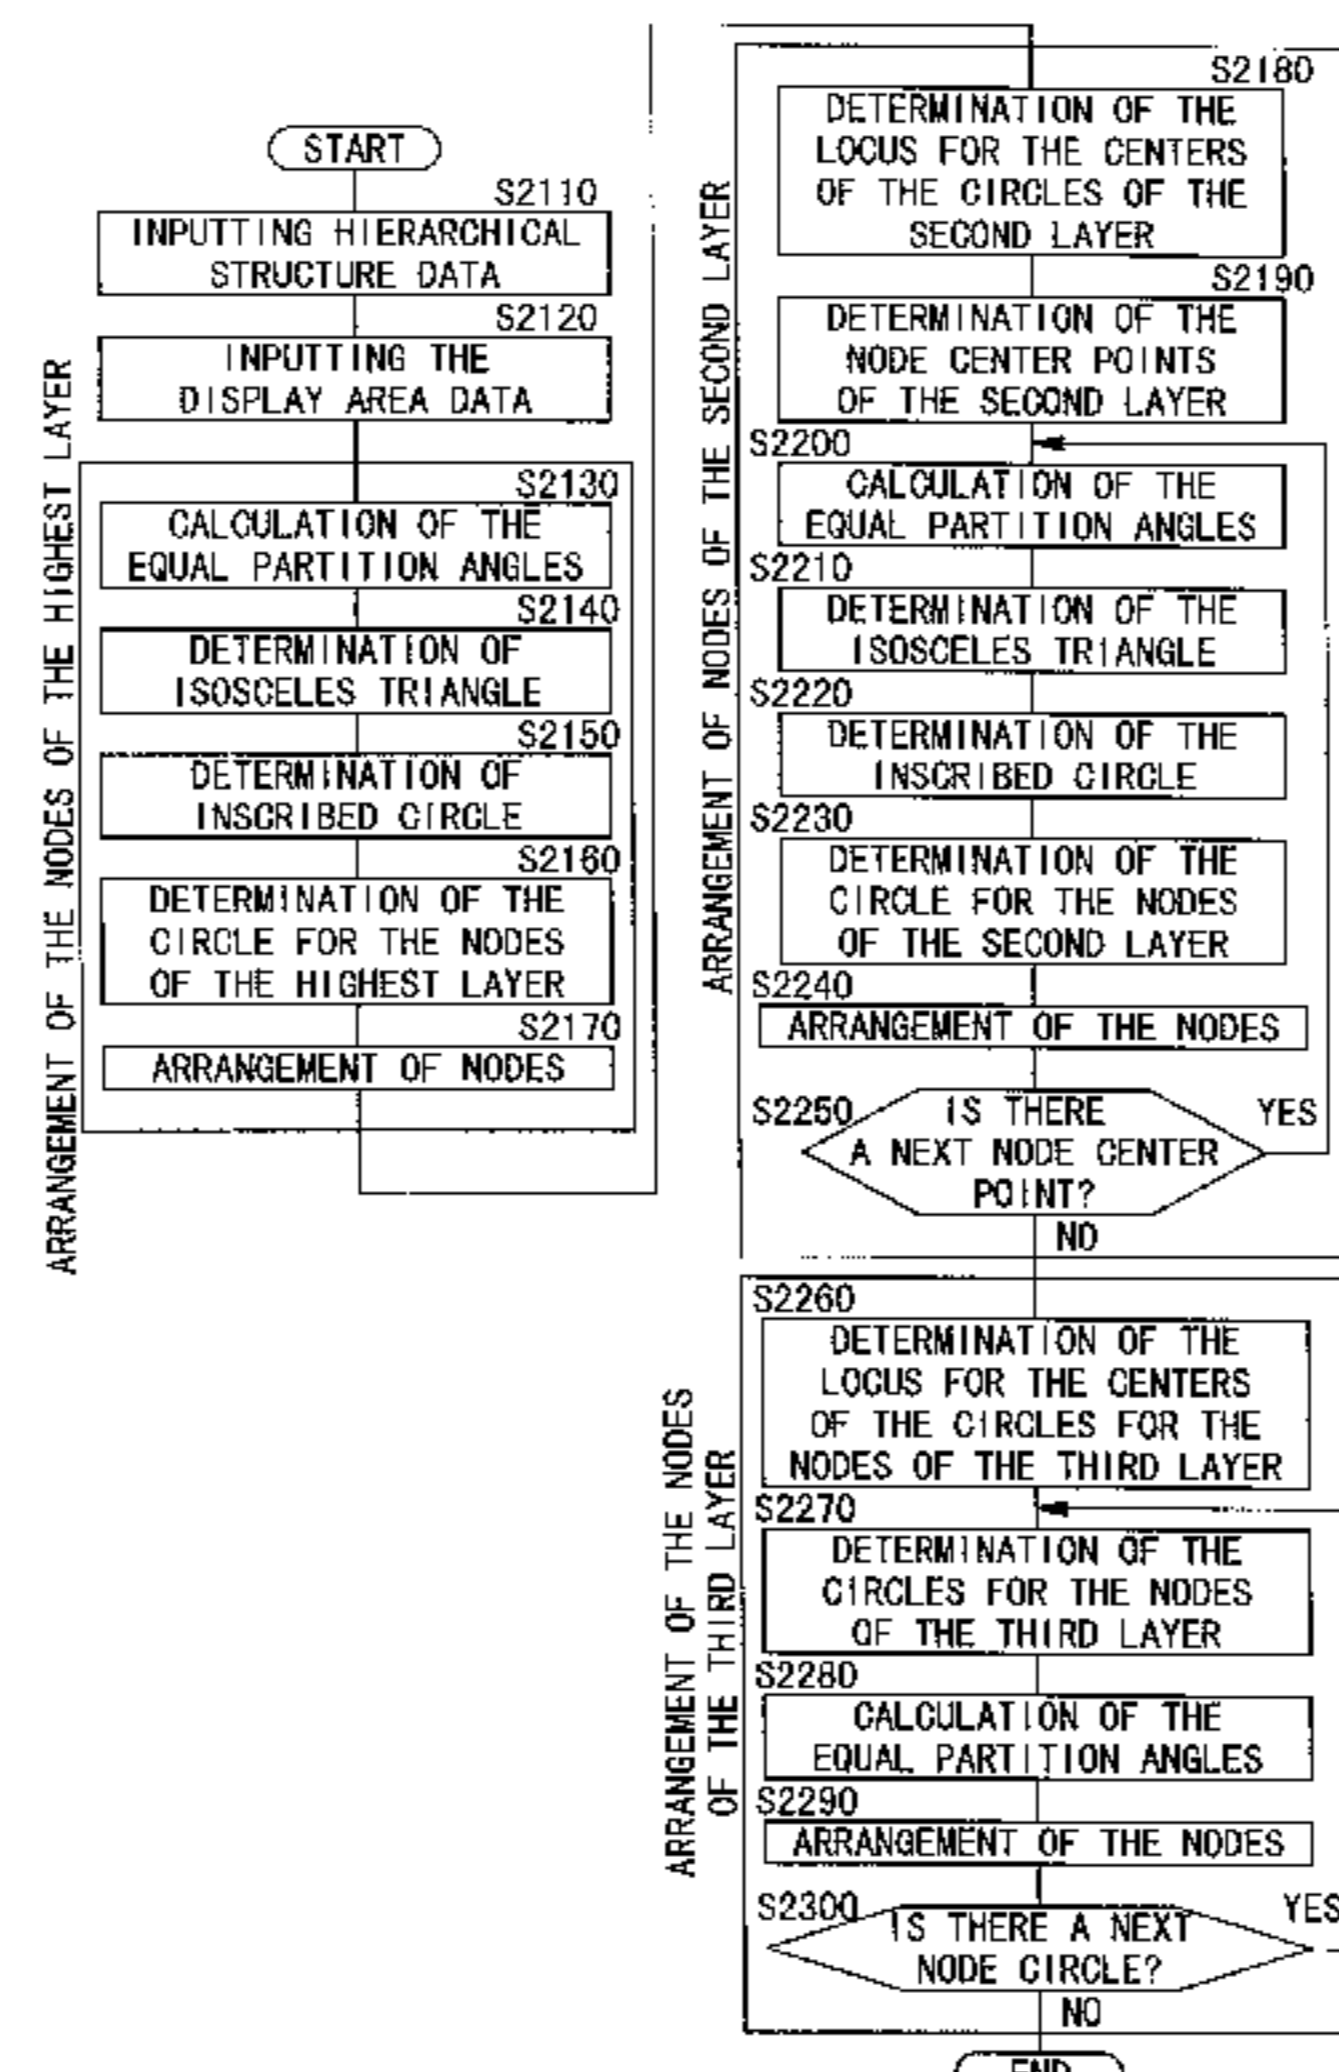 START
S2110
INPUTTING HIERARCHICAL
STRUCTURE DATA
S2120
INPUTTING THE
DISPLAY AREA DATA
ARRANGEMENT OF THE NODES OF THE HIGHEST LAYER
S2130
CALCULATION OF THE
EQUAL PARTITION ANGLES
S2140
DETERMINATION OF
ISOSCELES TRIANGLE
S2150
DETERMINATION OF
INSCRIBED CIRCLE
S2160
DETERMINATION OF THE
CIRCLE FOR THE NODES
OF THE HIGHEST LAYER
S2170
ARRANGEMENT OF NODES
ARRANGEMENT OF NODES OF THE SECOND LAYER
S2180
DETERMINATION OF THE
LOCUS FOR THE CENTERS
OF THE CIRCLES OF THE
SECOND LAYER
S2190
DETERMINATION OF THE
NODE CENTER POINTS
OF THE SECOND LAYER
S2200
CALCULATION OF THE
EQUAL PARTITION ANGLES
S2210
DETERMINATION OF THE
ISOSCELES TRIANGLE
S2220
DETERMINATION OF THE
INSCRIBED CIRCLE
S2230
DETERMINATION OF THE
CIRCLE FOR THE NODES
OF THE SECOND LAYER
S2240
ARRANGEMENT OF THE NODES
S2250
IS THERE
A NEXT NODE CENTER
POINT?
YES
NO
ARRANGEMENT OF THE NODES
OF THE THIRD LAYER
S2260
DETERMINATION OF THE
LOCUS FOR THE CENTERS
OF THE CIRCLES FOR THE
NODES OF THE THIRD LAYER
S2270
DETERMINATION OF THE
CIRCLES FOR THE NODES
OF THE THIRD LAYER
S2280
CALCULATION OF THE
EQUAL PARTITION ANGLES
S2290
ARRANGEMENT OF THE NODES
S2300
IS THERE A NEXT
NODE CIRCLE?
YES
NO
END